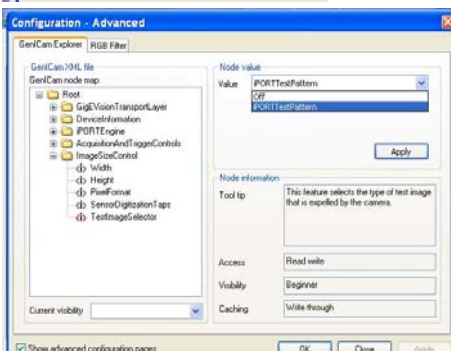 Configuration - Advanced
GenICam Explorer RGB Filter
GenICam XML file
GenICam node map
Root
GigEVisionTransportLayer
DeviceInformation
iPORTEngine
AcquisitionAndTriggerControls
ImageSizeControl
Width
Height
PixelFormat
SensorDigitizationTaps
TestImageSelector
Current visibility
Node value
Value iPORTTestPattern
Off
iPORTTestPattern
Apply
Node information
Tool tip This feature selects the type of test image
that is expelled by the camera.
Access Read write
Visibility Beginner
Caching Write through
Show advanced configuration pages
OK Close Apply